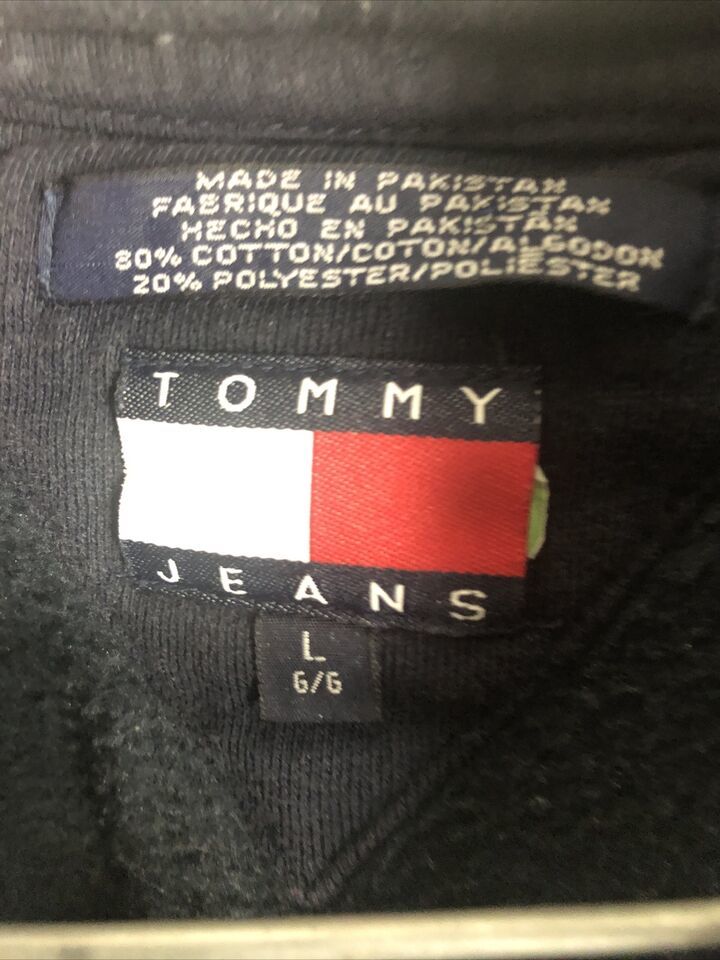 MADE IN PAKISTAN
FABRIQUE AU PAKISTAN
HECHO EN PAKISTAN
80% COTTON/COTON/ALGODON
20% POLYESTER/POLIESTER
TOMMY
JEANS
L
G/G